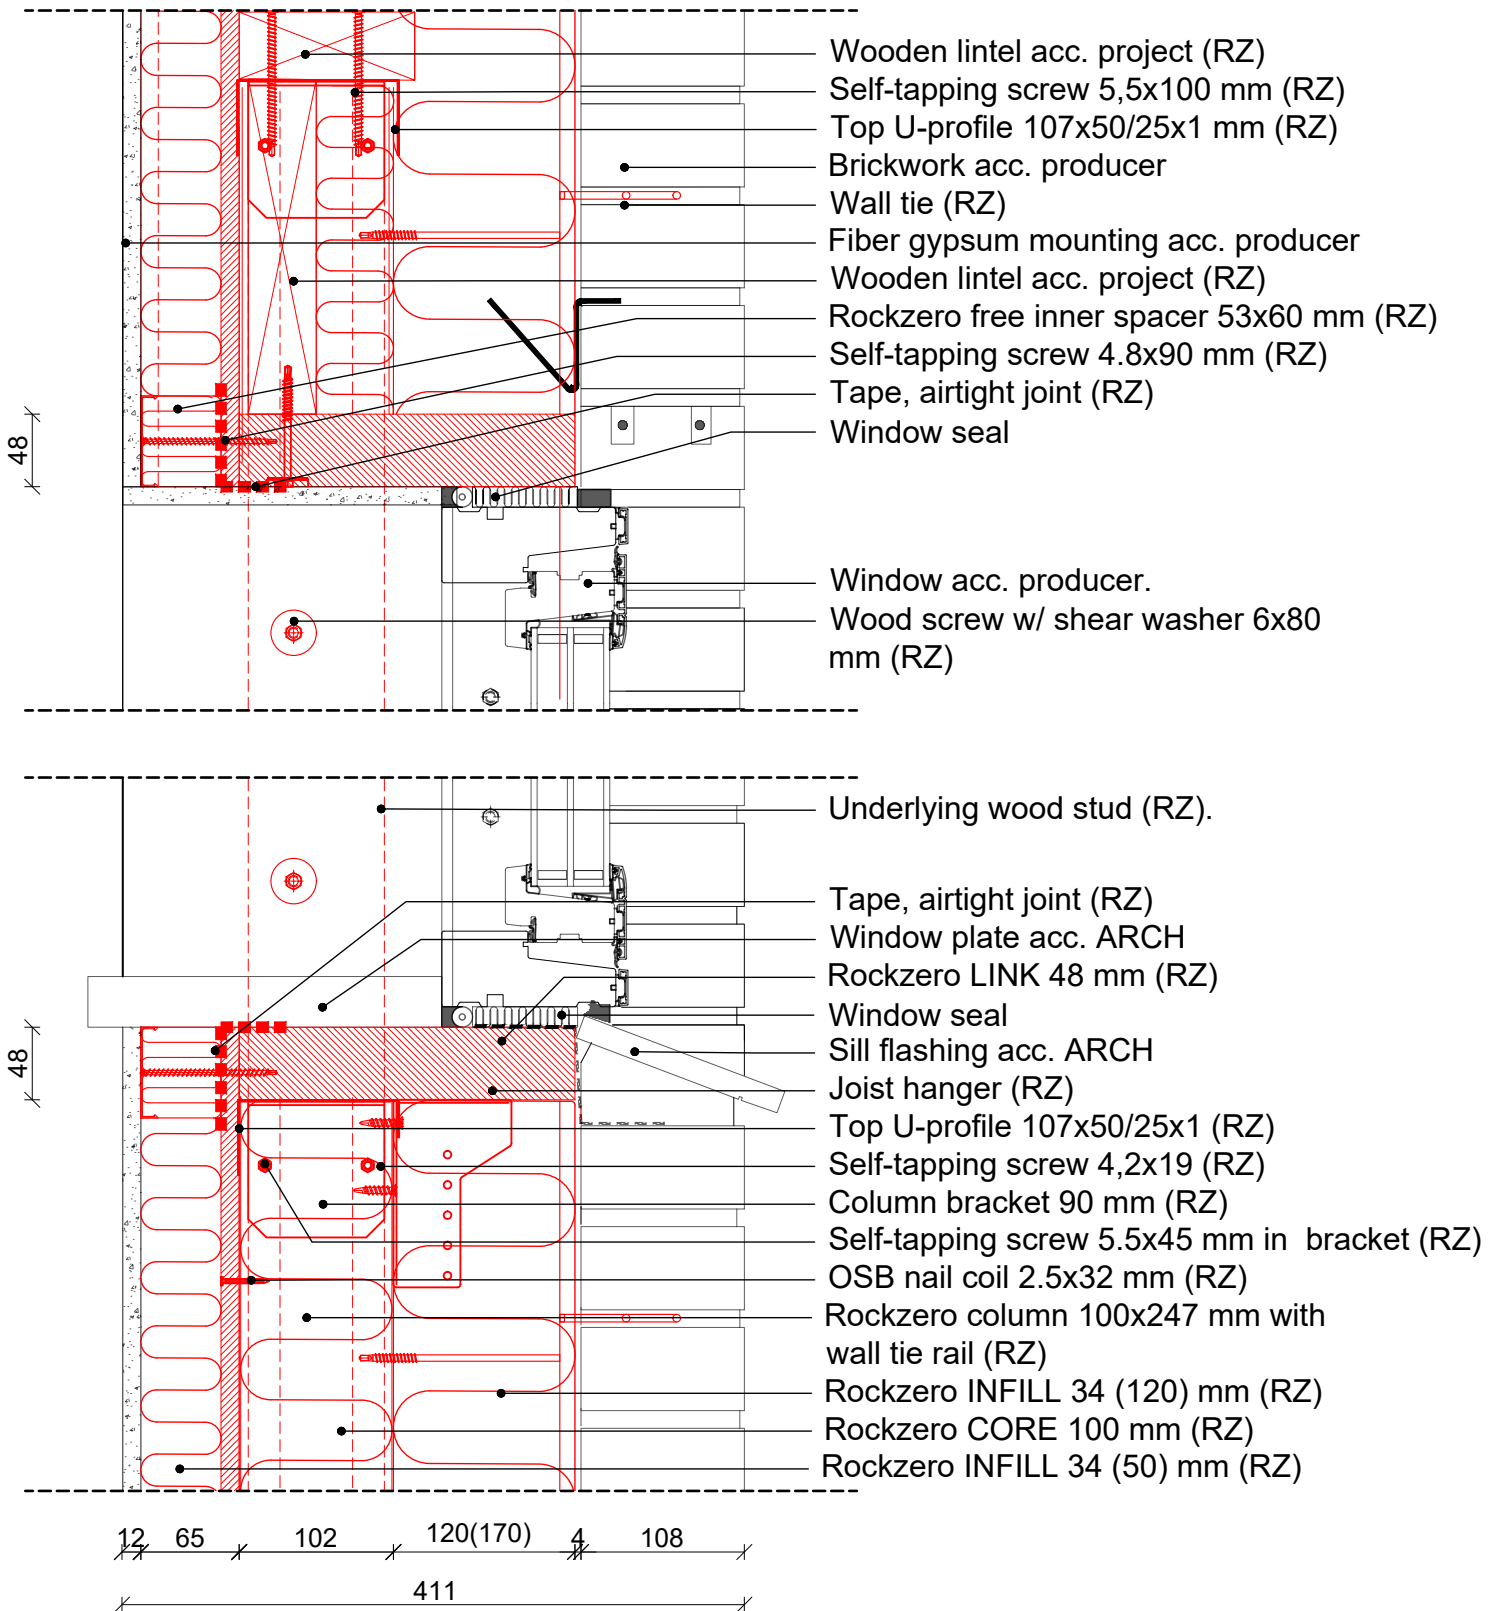 Wooden lintel acc. project (RZ)
Self-tapping screw 5,5x100 mm (RZ)
Top U-profile 107x50/25x1 mm (RZ)
Brickwork acc. producer
Wall tie (RZ)
Fiber gypsum mounting acc. producer
Wooden lintel acc. project (RZ)
Rockzero free inner spacer 53x60 mm (RZ)
Self-tapping screw 4.8x90 mm (RZ)
Tape, airtight joint (RZ)
Window seal
48
Window acc. producer.
Wood screw w/ shear washer 6x80
mm (RZ)
Underlying wood stud (RZ).
Tape, airtight joint (RZ)
Window plate acc. ARCH
Rockzero LINK 48 mm (RZ)
Window seal
Sill flashing acc. ARCH
48
Joist hanger (RZ)
Top U-profile 107x50/25x1 (RZ)
Self-tapping screw 4,2x19 (RZ)
Column bracket 90 mm (RZ)
Self-tapping screw 5.5x45 mm in  bracket (RZ)
OSB nail coil 2.5x32 mm (RZ)
Rockzero column 100x247 mm with
wall tie rail (RZ)
Rockzero INFILL 34 (120) mm (RZ)
Rockzero CORE 100 mm (RZ)
Rockzero INFILL 34 (50) mm (RZ)
12 65 102 120(170) 4 108
411